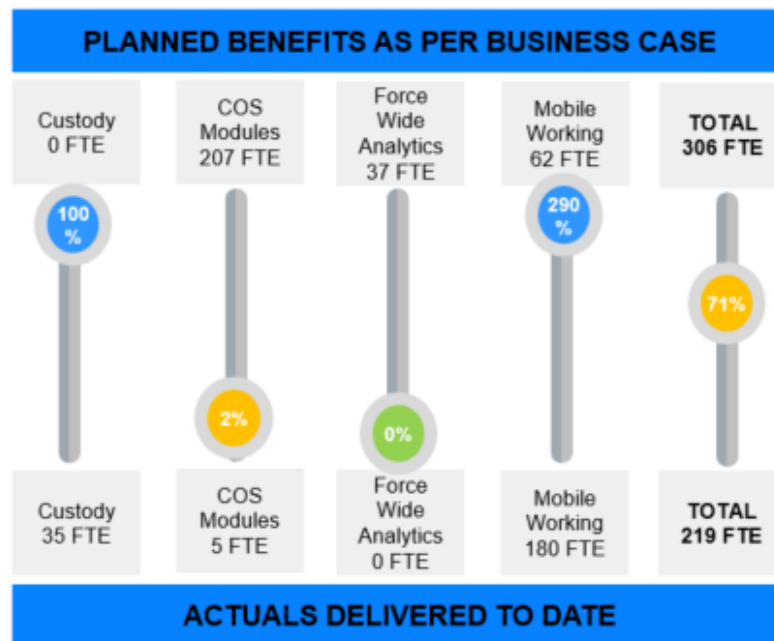 PLANNED BENEFITS AS PER BUSINESS CASE
Custody
0 FTE
COS
Modules
207 FTE
Force
Wide
Analytics
37 FTE
Mobile
Working
62 FTE
TOTAL
306 FTE
100
%
2%
0%
290
%
71%
Custody
35 FTE
COS
Modules
5 FTE
Force
Wide
Analytics
0 FTE
Mobile
Working
180 FTE
TOTAL
219 FTE
ACTUALS DELIVERED TO DATE